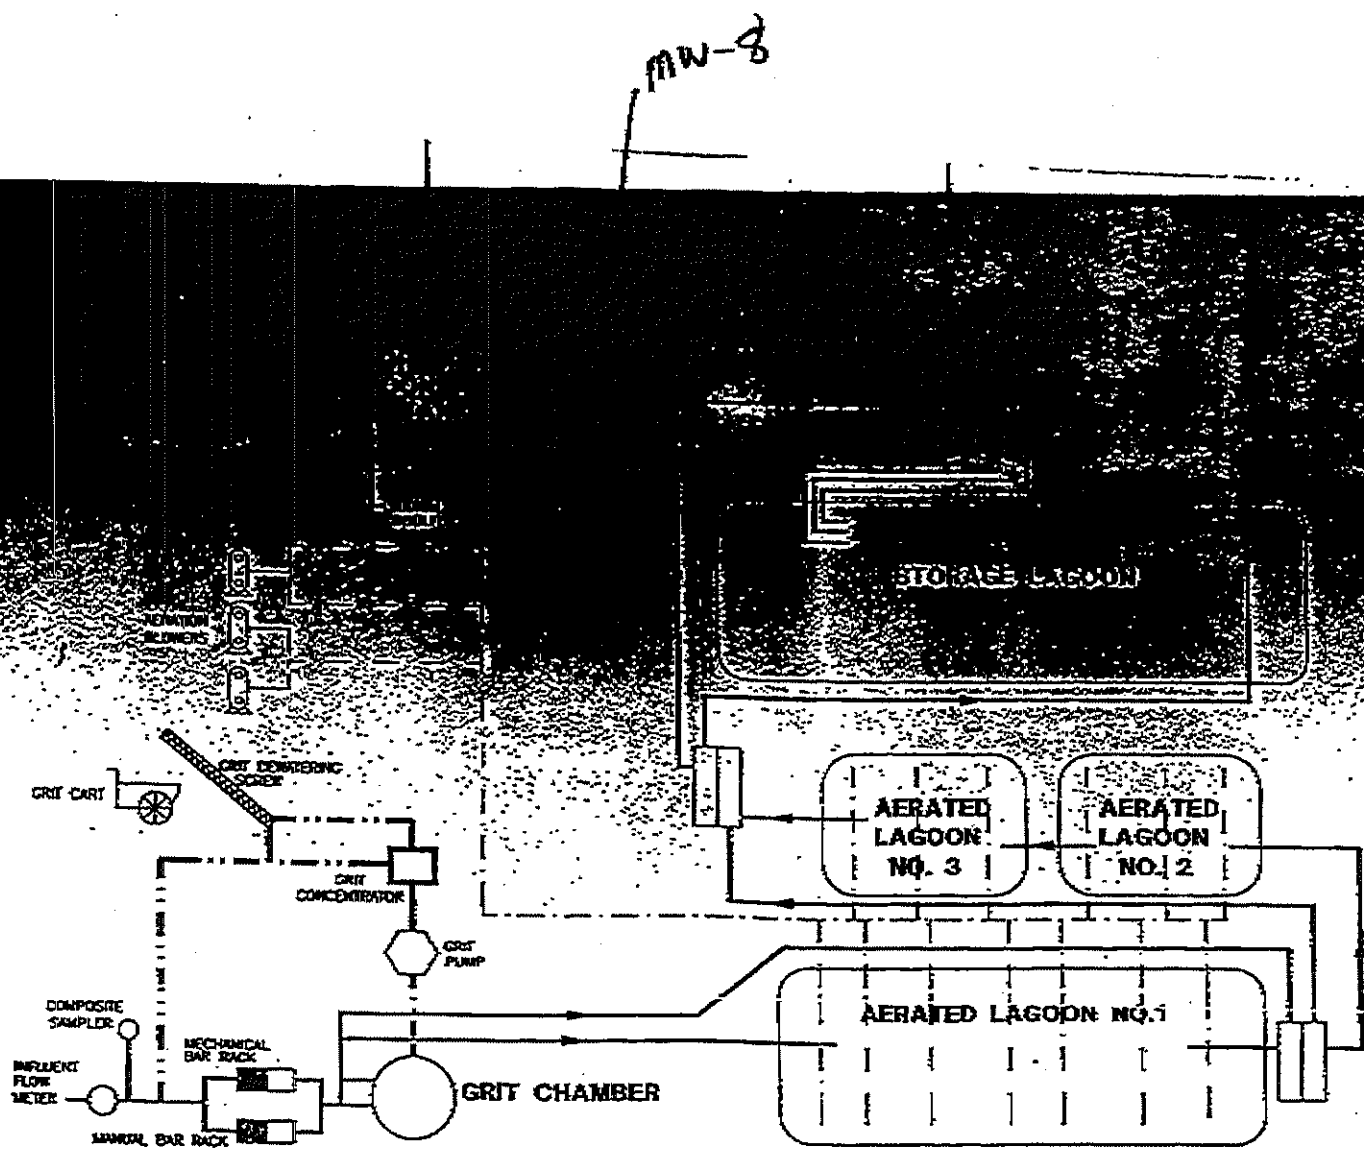 MW-8
STORAGE LAGOON
AERATION
BLOWERS
GRIT DEWATERING
SCREW
GRIT CART
AERATED
LAGOON
NO. 3
AERATED
LAGOON
NO. 2
GRIT
CONCENTRATOR
GRIT
PUMP
COMPOSITE
SAMPLER
AERATED LAGOON NO.1
MECHANICAL
BAR RACK
INFLUENT
FLOW
METER
GRIT CHAMBER
MANUAL BAR RACK